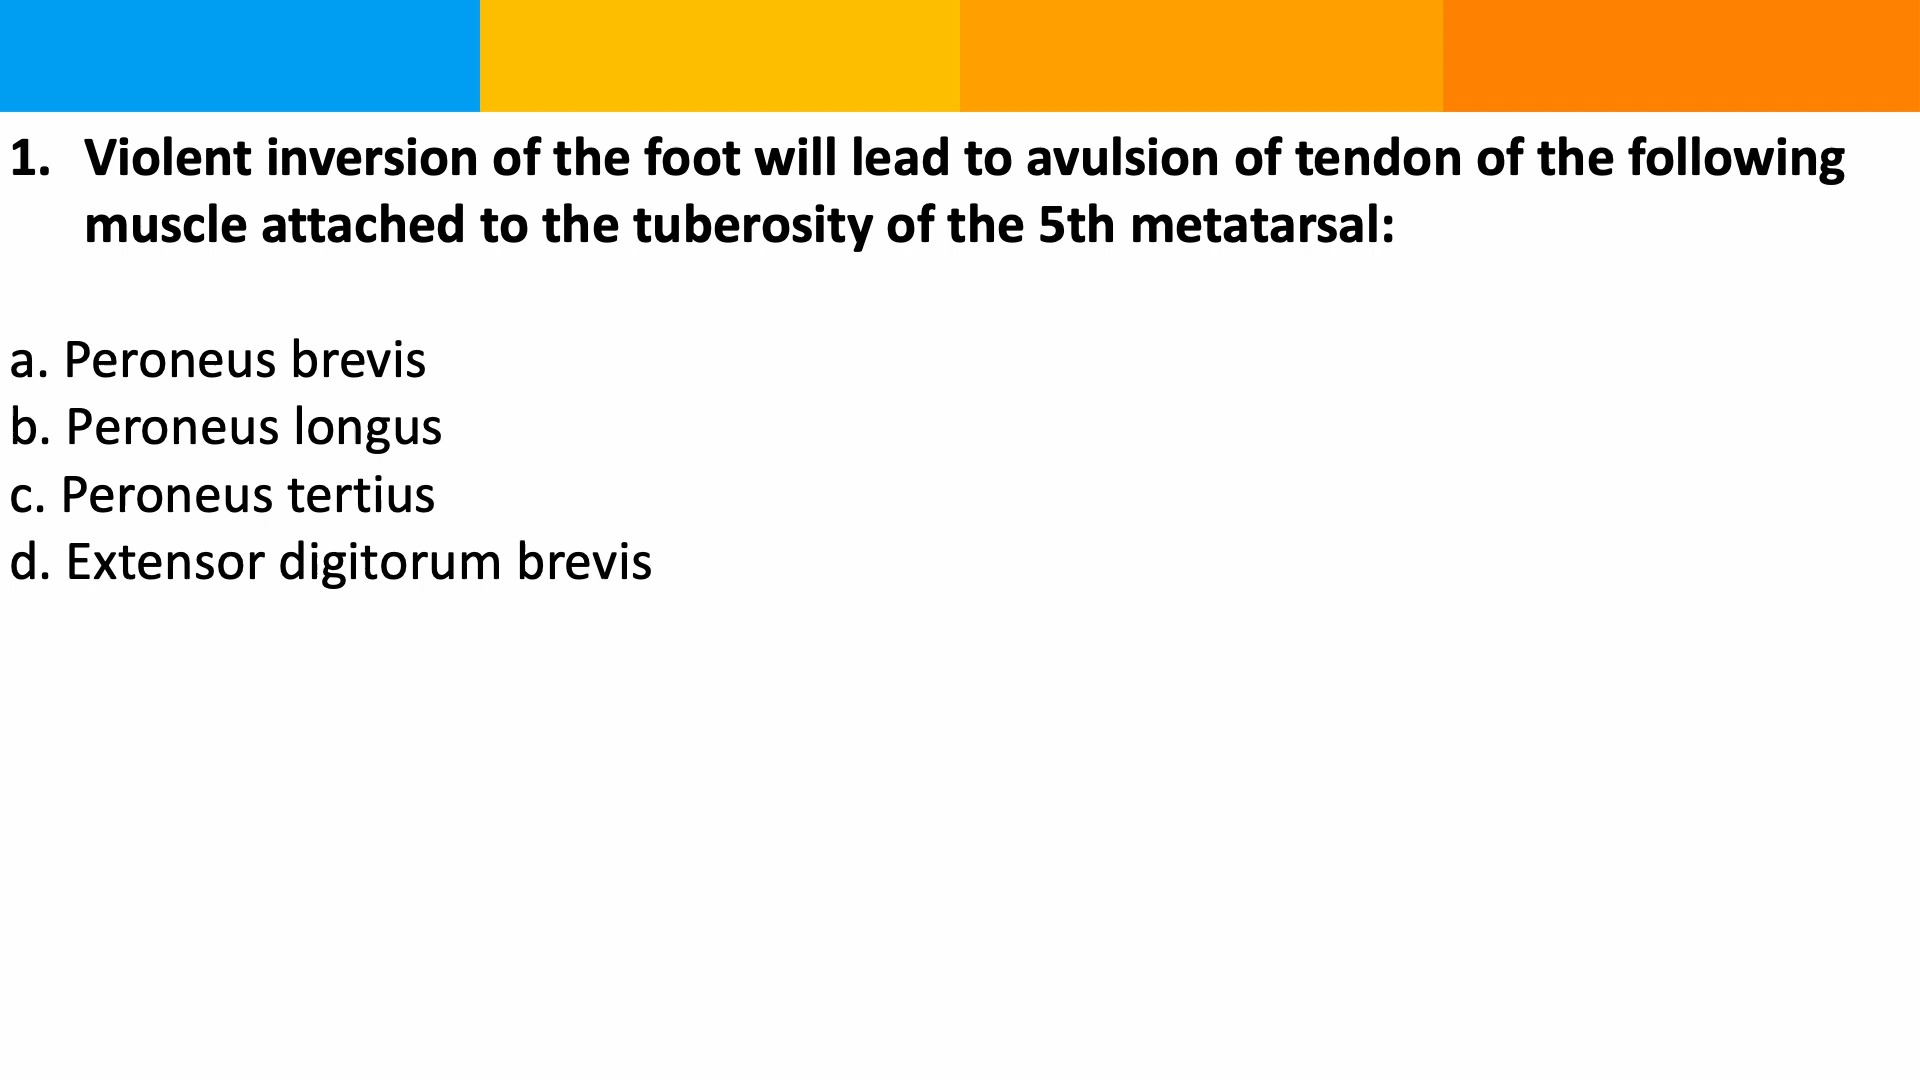 1. Violent inversion of the foot will lead to avulsion of tendon of the following
muscle attached to the tuberosity of the 5th metatarsal:
a. Peroneus brevis
b. Peroneus longus
c. Peroneus tertius
d. Extensor digitorum brevis